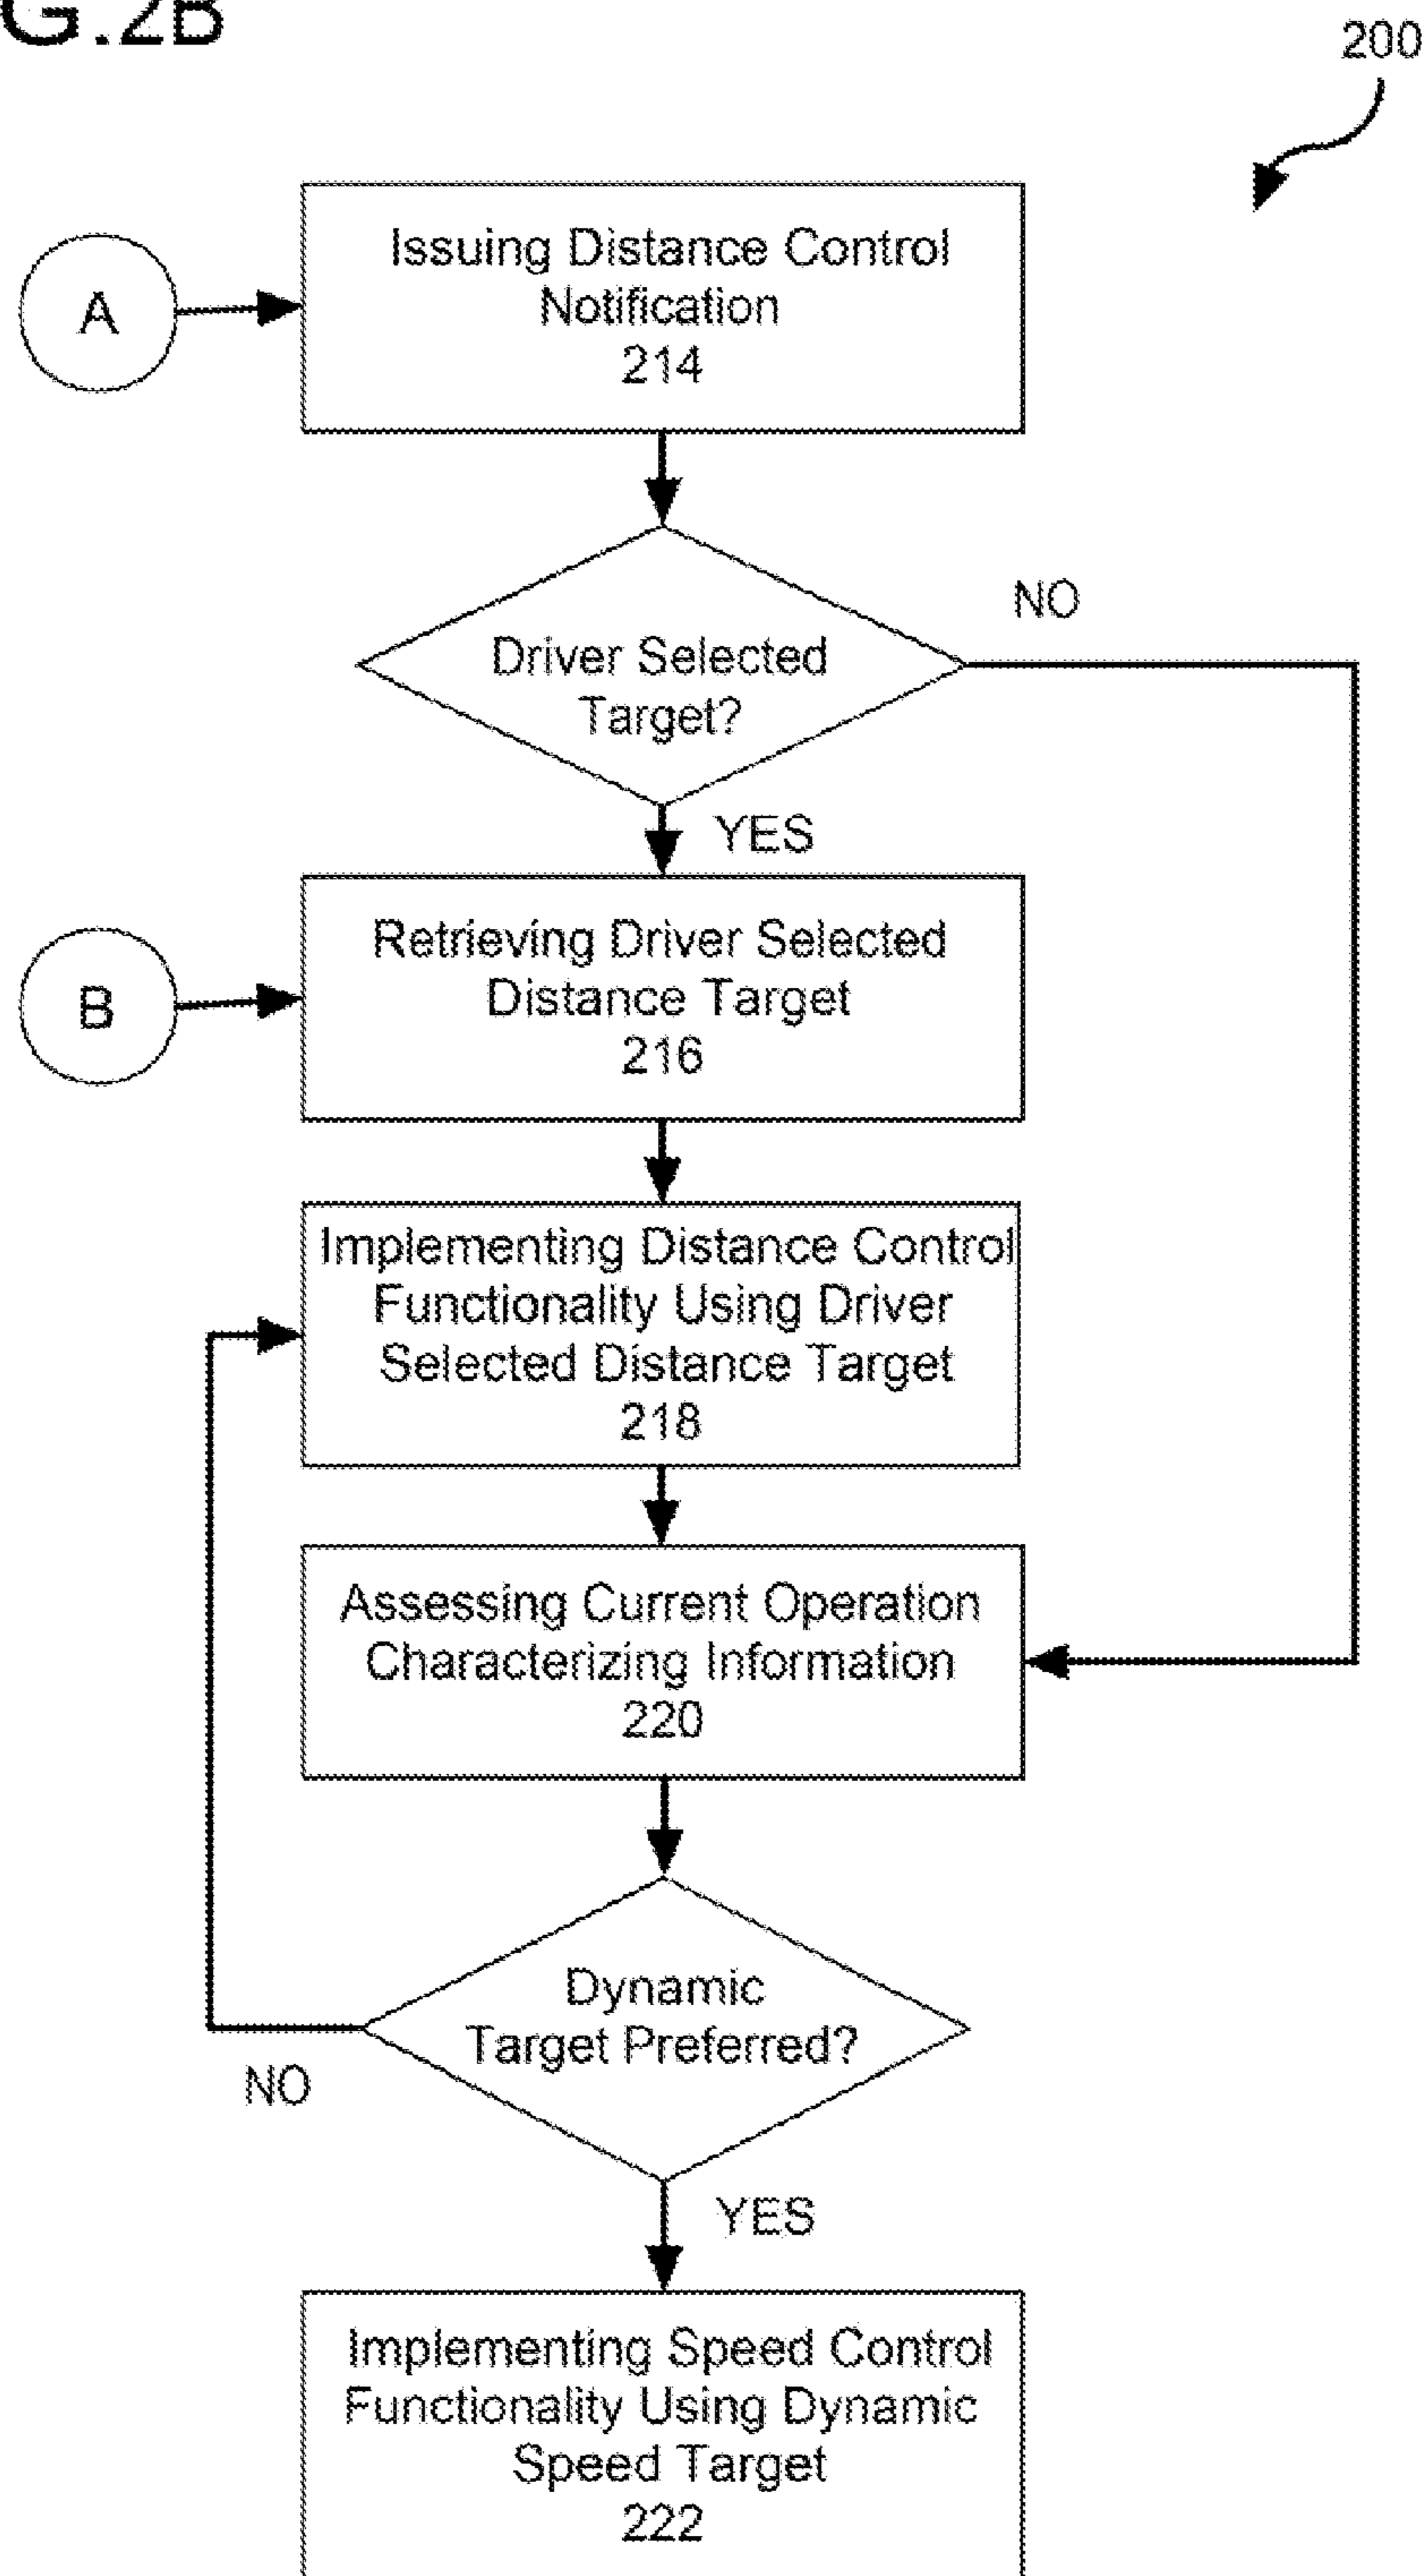 G.2B
200
Issuing Distance Control
Notification
214
A
Driver Selected
Target?
NO
YES
Retrieving Driver Selected
Distance Target
216
B
Implementing Distance Control
Functionality Using Driver
Selected Distance Target
218
Assessing Current Operation
Characterizing Information
220
Dynamic
Target Preferred?
NO
YES
Implementing Speed Control
Functionality Using Dynamic
Speed Target
222